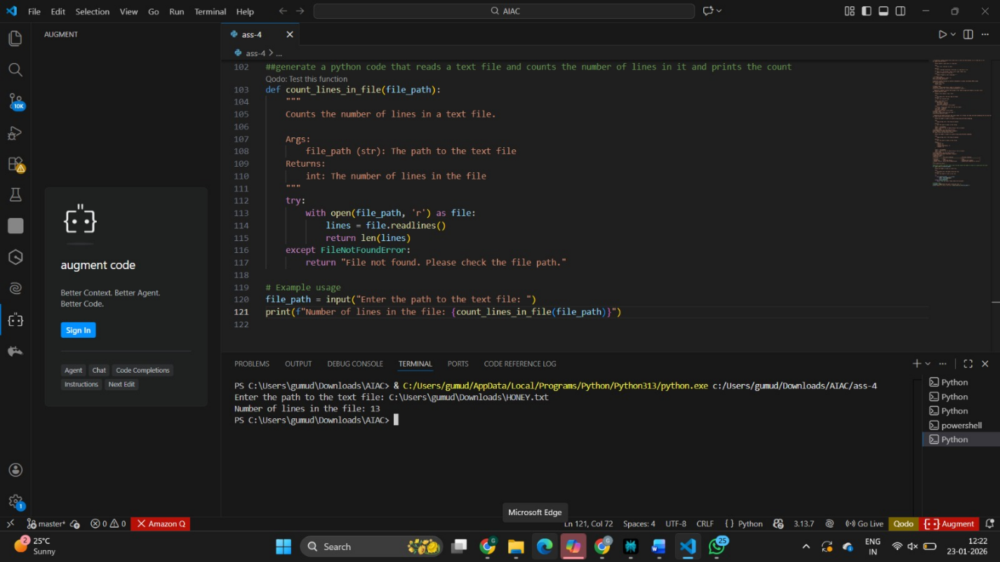 File Edit Selection View Go Run Terminal Help
AIAC
AUGMENT
ass-4
ass-4 > ...
102 ##generate a python code that reads a text file and counts the number of lines in it and prints the count
Qodo: Test this function
103 def count_lines_in_file(file_path):
104 """
105 Counts the number of lines in a text file.
106
107 Args:
108 file_path (str): The path to the text file
109 Returns:
110 int: The number of lines in the file
111 """
112 try:
113 with open(file_path, 'r') as file:
114 lines = file.readlines()
115 return len(lines)
116 except FileNotFoundError:
117 return "File not found. Please check the file path."
118
119 # Example usage
120 file_path = input("Enter the path to the text file: ")
121 print(f"Number of lines in the file: {count_lines_in_file(file_path)}")
122
10K
augment code
Better Context. Better Agent.
Better Code.
Sign In
Agent Chat Code Completions
Instructions Next Edit
1
PROBLEMS OUTPUT DEBUG CONSOLE TERMINAL PORTS CODE REFERENCE LOG
PS C:\Users\gumud\Downloads\AIAC> & C:/Users/gumud/AppData/Local/Programs/Python/Python313/python.exe c:/Users/gumud/Downloads/AIAC/ass-4
Enter the path to the text file: C:\Users\gumud\Downloads\HONEY.txt
Number of lines in the file: 13
PS C:\Users\gumud\Downloads\AIAC>
Python
Python
Python
powershell
Python
Microsoft Edge
master* 0 0 Amazon Q
Ln 121, Col 72 Spaces: 4 UTF-8 CRLF { } Python 3.13.7 Go Live Qodo Augment
2
25°C
Sunny
Search
25
ENG
IN
12:22
23-01-2026